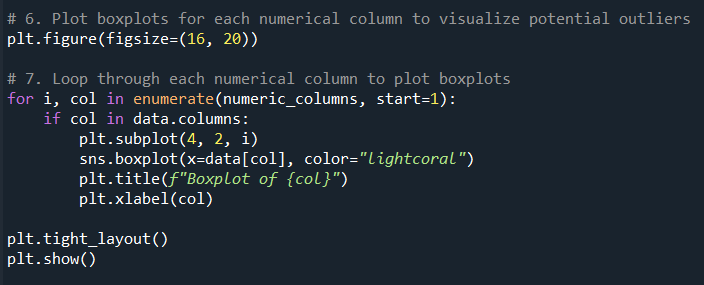 # 6. Plot boxplots for each numerical column to visualize potential outliers
plt.figure(figsize=(16, 20))

# 7. Loop through each numerical column to plot boxplots
for i, col in enumerate(numeric_columns, start=1):
    if col in data.columns:
        plt.subplot(4, 2, i)
        sns.boxplot(x=data[col], color="lightcoral")
        plt.title(f"Boxplot of {col}")
        plt.xlabel(col)

plt.tight_layout()
plt.show()